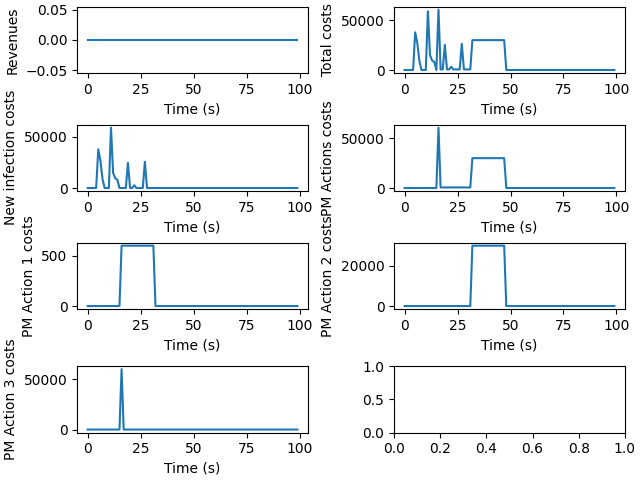 Revenues
0.05
0.00
−0.05
0 25 50 75 100
Time (s)
Total costs
50000
0
0 25 50 75 100
Time (s)
New infection costs
50000
0
0 25 50 75 100
Time (s)
PM Actions costs
50000
0
0 25 50 75 100
Time (s)
PM Action 1 costs
500
0
0 25 50 75 100
Time (s)
PM Action 2 costs
20000
0
0 25 50 75 100
Time (s)
PM Action 3 costs
50000
0
0 25 50 75 100
Time (s)
1.0
0.5
0.0
0.0 0.2 0.4 0.6 0.8 1.0